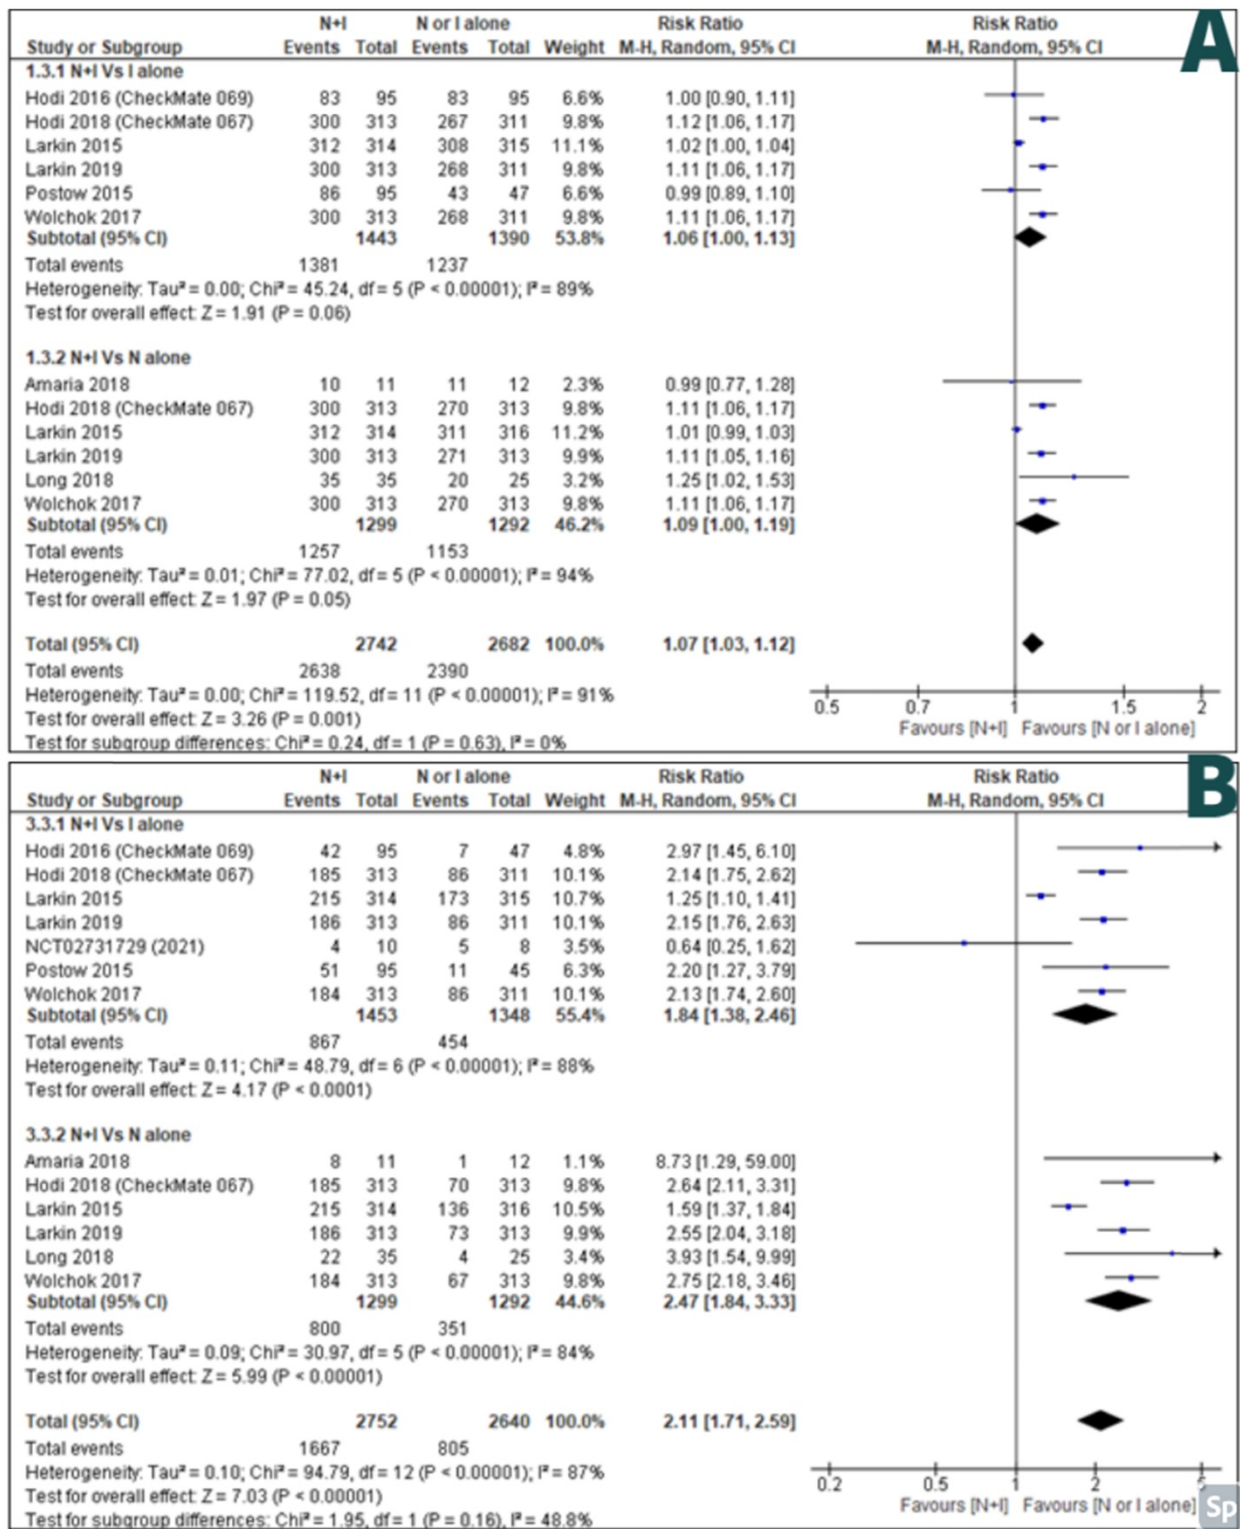 A
N+I N or I alone Risk Ratio Risk Ratio
Study or Subgroup Events Total Events Total Weight M-H, Random, 95% CI M-H, Random, 95% CI
1.3.1 N+I Vs I alone
Hodi 2016 (CheckMate 069) 83 95 83 95 6.6% 1.00 [0.90, 1.11]
Hodi 2018 (CheckMate 067) 300 313 267 311 9.8% 1.12 [1.06, 1.17]
Larkin 2015 312 314 308 315 11.1% 1.02 [1.00, 1.04]
Larkin 2019 300 313 268 311 9.8% 1.11 [1.06, 1.17]
Postow 2015 86 95 43 47 6.6% 0.99 [0.89, 1.10]
Wolchok 2017 300 313 268 311 9.8% 1.11 [1.06, 1.17]
Subtotal (95% CI) 1443 1390 53.8% 1.06 [1.00, 1.13]
Total events 1381 1237
Heterogeneity: Tau² = 0.00; Chi² = 45.24, df = 5 (P < 0.00001); I² = 89%
Test for overall effect: Z = 1.91 (P = 0.06)
1.3.2 N+I Vs N alone
Amaria 2018 10 11 11 12 2.3% 0.99 [0.77, 1.28]
Hodi 2018 (CheckMate 067) 300 313 270 313 9.8% 1.11 [1.06, 1.17]
Larkin 2015 312 314 311 316 11.2% 1.01 [0.99, 1.03]
Larkin 2019 300 313 271 313 9.9% 1.11 [1.05, 1.16]
Long 2018 35 35 20 25 3.2% 1.25 [1.02, 1.53]
Wolchok 2017 300 313 270 313 9.8% 1.11 [1.06, 1.17]
Subtotal (95% CI) 1299 1292 46.2% 1.09 [1.00, 1.19]
Total events 1257 1153
Heterogeneity: Tau² = 0.01; Chi² = 77.02, df = 5 (P < 0.00001); I² = 94%
Test for overall effect: Z = 1.97 (P = 0.05)
Total (95% CI) 2742 2682 100.0% 1.07 [1.03, 1.12]
Total events 2638 2390
Heterogeneity: Tau² = 0.00; Chi² = 119.52, df = 11 (P < 0.00001); I² = 91%
Test for overall effect: Z = 3.26 (P = 0.001)
Test for subgroup differences: Chi² = 0.24, df = 1 (P = 0.63), I² = 0%
0.5 0.7 1 1.5 2
Favours [N+I] Favours [N or I alone]
B
N+I N or I alone Risk Ratio Risk Ratio
Study or Subgroup Events Total Events Total Weight M-H, Random, 95% CI M-H, Random, 95% CI
3.3.1 N+I Vs I alone
Hodi 2016 (CheckMate 069) 42 95 7 47 4.8% 2.97 [1.45, 6.10]
Hodi 2018 (CheckMate 067) 185 313 86 311 10.1% 2.14 [1.75, 2.62]
Larkin 2015 215 314 173 315 10.7% 1.25 [1.10, 1.41]
Larkin 2019 186 313 86 311 10.1% 2.15 [1.76, 2.63]
NCT02731729 (2021) 4 10 5 8 3.5% 0.64 [0.25, 1.62]
Postow 2015 51 95 11 45 6.3% 2.20 [1.27, 3.79]
Wolchok 2017 184 313 86 311 10.1% 2.13 [1.74, 2.60]
Subtotal (95% CI) 1453 1348 55.4% 1.84 [1.38, 2.46]
Total events 867 454
Heterogeneity: Tau² = 0.11; Chi² = 48.79, df = 6 (P < 0.00001); I² = 88%
Test for overall effect: Z = 4.17 (P < 0.0001)
3.3.2 N+I Vs N alone
Amaria 2018 8 11 1 12 1.1% 8.73 [1.29, 59.00]
Hodi 2018 (CheckMate 067) 185 313 70 313 9.8% 2.64 [2.11, 3.31]
Larkin 2015 215 314 136 316 10.5% 1.59 [1.37, 1.84]
Larkin 2019 186 313 73 313 9.9% 2.55 [2.04, 3.18]
Long 2018 22 35 4 25 3.4% 3.93 [1.54, 9.99]
Wolchok 2017 184 313 67 313 9.8% 2.75 [2.18, 3.46]
Subtotal (95% CI) 1299 1292 44.6% 2.47 [1.84, 3.33]
Total events 800 351
Heterogeneity: Tau² = 0.09; Chi² = 30.97, df = 5 (P < 0.00001); I² = 84%
Test for overall effect: Z = 5.99 (P < 0.00001)
Total (95% CI) 2752 2640 100.0% 2.11 [1.71, 2.59]
Total events 1667 805
Heterogeneity: Tau² = 0.10; Chi² = 94.79, df = 12 (P < 0.00001); I² = 87%
Test for overall effect: Z = 7.03 (P < 0.00001)
Test for subgroup differences: Chi² = 1.95, df = 1 (P = 0.16), I² = 48.8%
0.2 0.5 1 2 5
Favours [N+I] Favours [N or I alone]
Sp